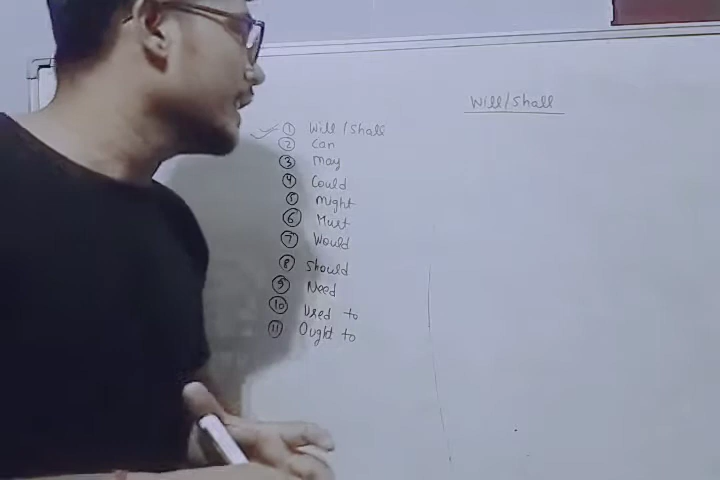 ① Will / Shall
② Can
③ May
④ Could
⑤ Might
⑥ Must
⑦ Would
⑧ Should
⑨ Need
⑩ Used to
⑪ Ought to
Will/Shall